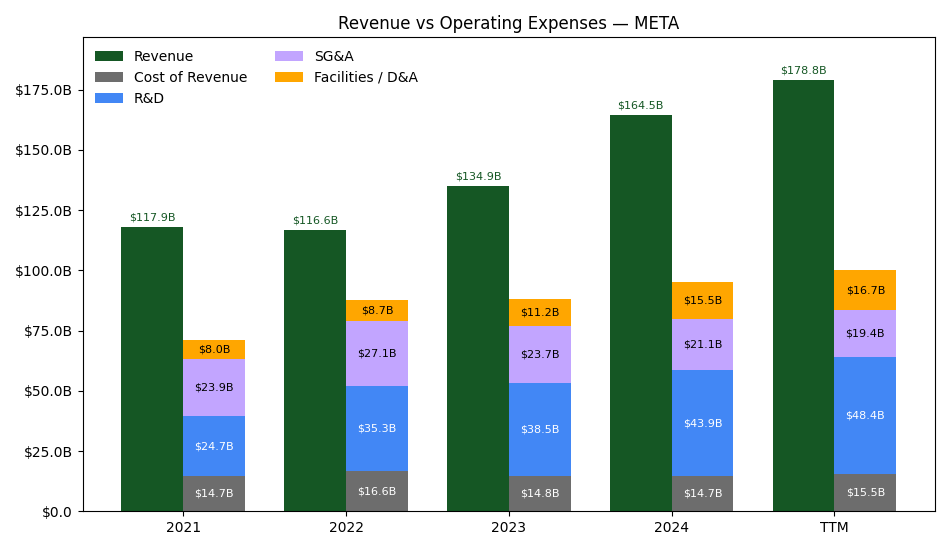 Revenue vs Operating Expenses — META
Revenue
Cost of Revenue
R&D
SG&A
Facilities / D&A
$175.0B
$150.0B
$125.0B
$100.0B
$75.0B
$50.0B
$25.0B
$0.0
$117.9B
$8.0B
$23.9B
$24.7B
$14.7B
$116.6B
$8.7B
$27.1B
$35.3B
$16.6B
$134.9B
$11.2B
$23.7B
$38.5B
$14.8B
$164.5B
$15.5B
$21.1B
$43.9B
$14.7B
$178.8B
$16.7B
$19.4B
$48.4B
$15.5B
2021
2022
2023
2024
TTM